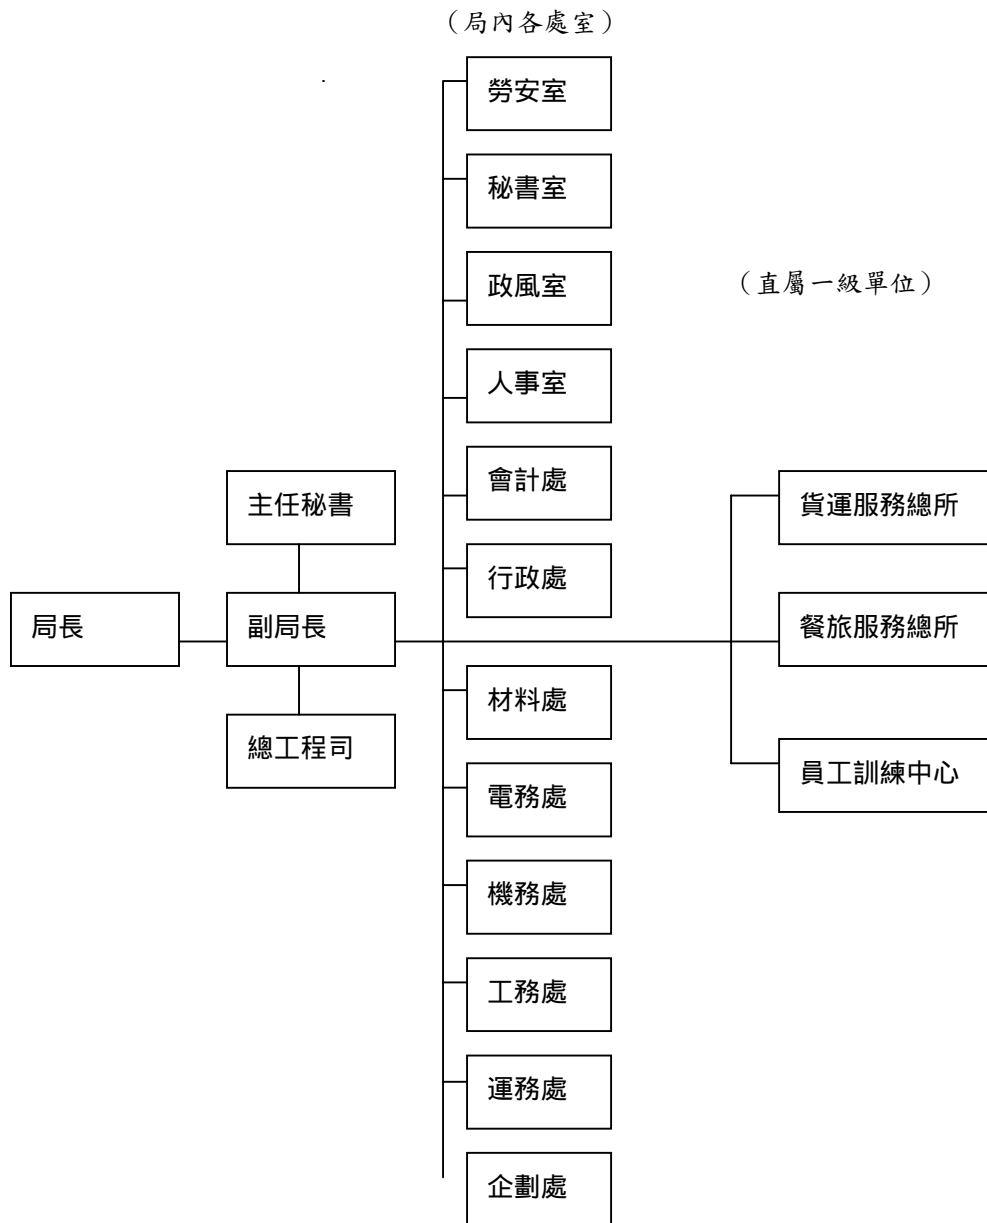 （局內各處室）
勞安室
秘書室
政風室
（直屬一級單位）
人事室
會計處
主任秘書
貨運服務總所
行政處
局長
副局長
餐旅服務總所
材料處
總工程司
員工訓練中心
電務處
機務處
工務處
運務處
企劃處